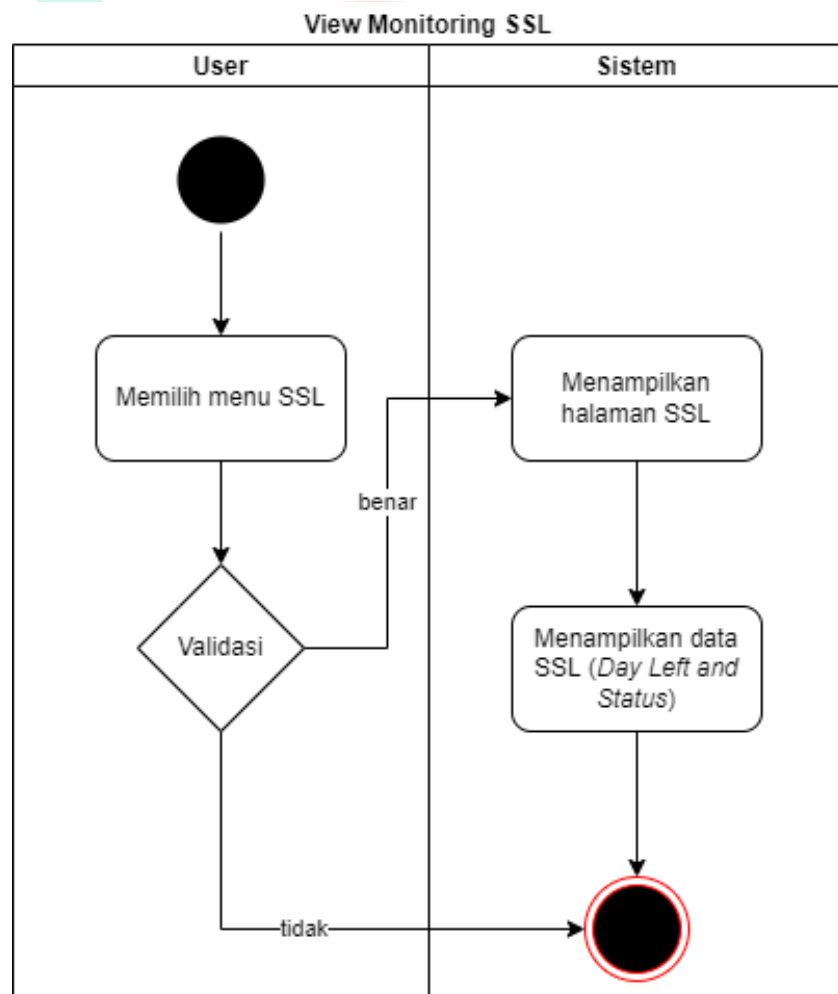 View Monitoring SSL
User
Sistem
Memilih menu SSL
Menampilkan
halaman SSL
benar
Validasi
Menampilkan data
SSL (Day Left and
Status)
tidak